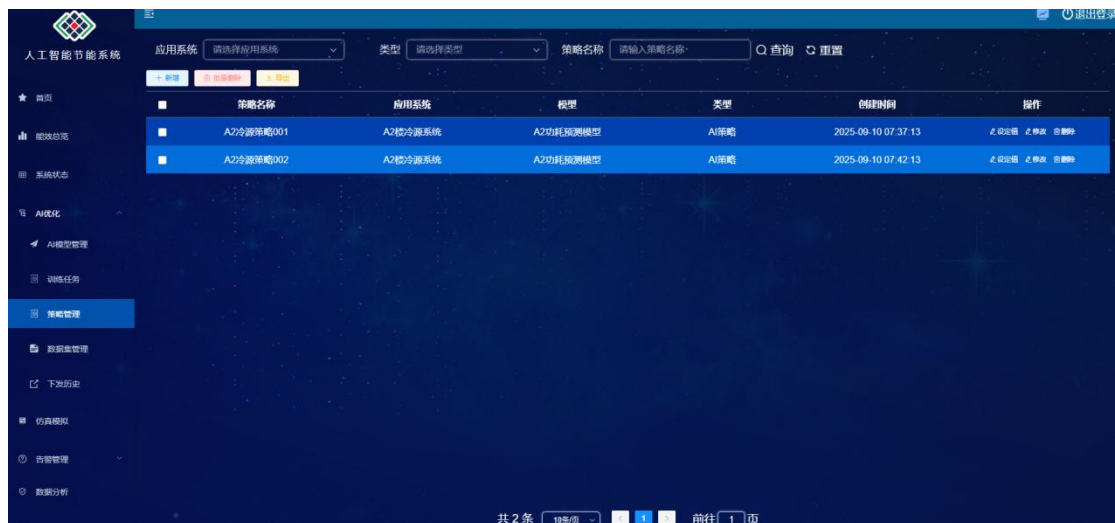 退出登录
人工智能节能系统
应用系统 请选择应用系统 类型 请选择类型 策略名称 请输入策略名称 查询 重置
+ 新增 批量删除 导出
策略名称 应用系统 模型 类型 创建时间 操作
A2冷源策略001 A2楼冷源系统 A2功耗预测模型 AI策略 2025-09-10 07:37:13 设定值 修改 删除
A2冷源策略002 A2楼冷源系统 A2功耗预测模型 AI策略 2025-09-10 07:42:13 设定值 修改 删除
首页
能效总览
系统状态
AI优化
AI模型管理
训练任务
策略管理
数据集管理
下发历史
仿真模拟
告警管理
数据分析
共 2 条 10条/页 < 1 > 前往 1 页